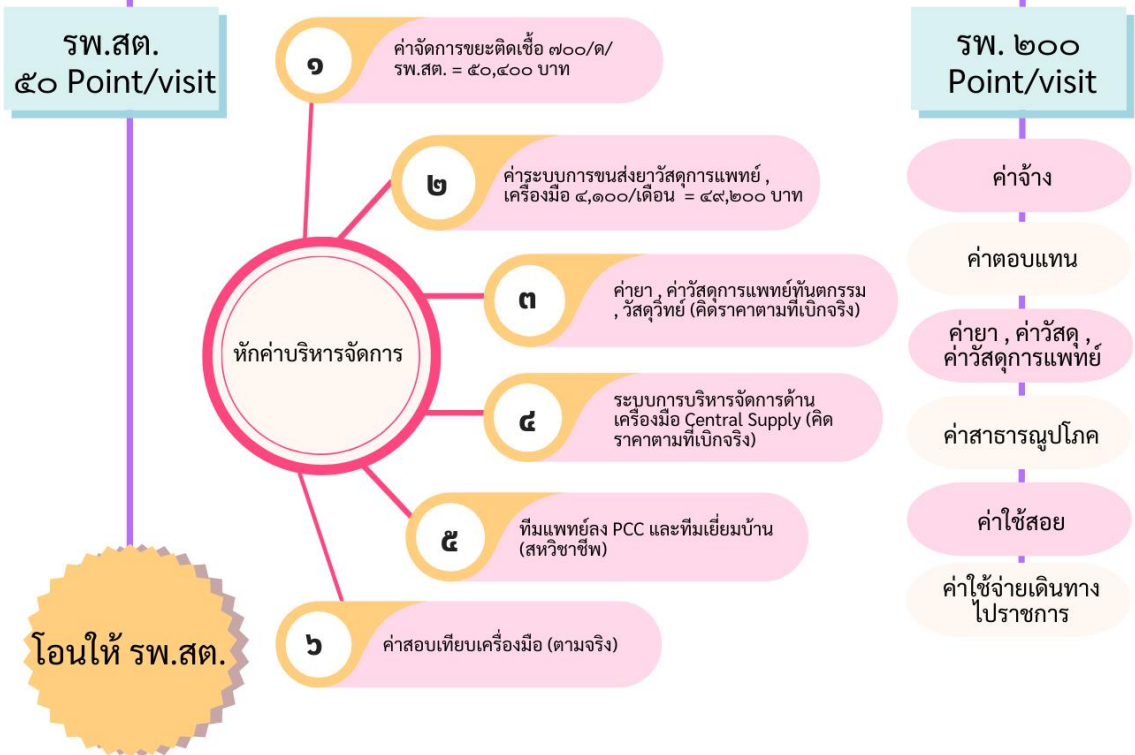 รพ.สต.
๕๐ Point/visit
๑
ค่าจัดการขยะติดเชื้อ ๗๐๐/ด/
รพ.สต. = ๕๐,๔๐๐ บาท
๒
ค่าระบบการขนส่งยาวัสดุการแพทย์ ,
เครื่องมือ ๔,๑๐๐/เดือน = ๔๙,๒๐๐ บาท
๓
ค่ายา , ค่าวัสดุการแพทย์ทันตกรรม
, วัสดุวิทย์ (คิดราคาตามที่เบิกจริง)
หักค่าบริหารจัดการ
๔
ระบบการบริหารจัดการด้าน
เครื่องมือ Central Supply (คิด
ราคาตามที่เบิกจริง)
๕
ทีมแพทย์ลง PCC และทีมเยี่ยมบ้าน
(สหวิชาชีพ)
๖
ค่าสอบเทียบเครื่องมือ (ตามจริง)
โอนให้ รพ.สต.
รพ. ๒๐๐
Point/visit
ค่าจ้าง
ค่าตอบแทน
ค่ายา , ค่าวัสดุ ,
ค่าวัสดุการแพทย์
ค่าสาธารณูปโภค
ค่าใช้สอย
ค่าใช้จ่ายเดินทาง
ไปราชการ